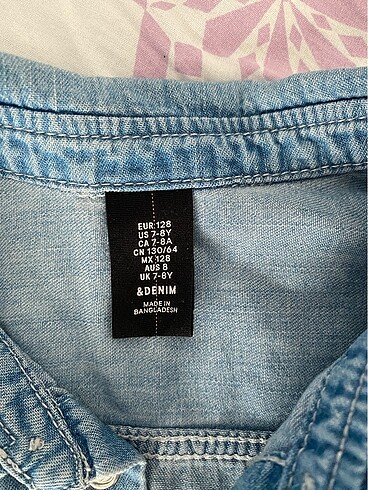 EUR 128
US 7-8Y
CA 7-8A
CN 130/64
MX 128
AUS 8
UK 7-8Y
&DENIM
MADE IN
BANGLADESH